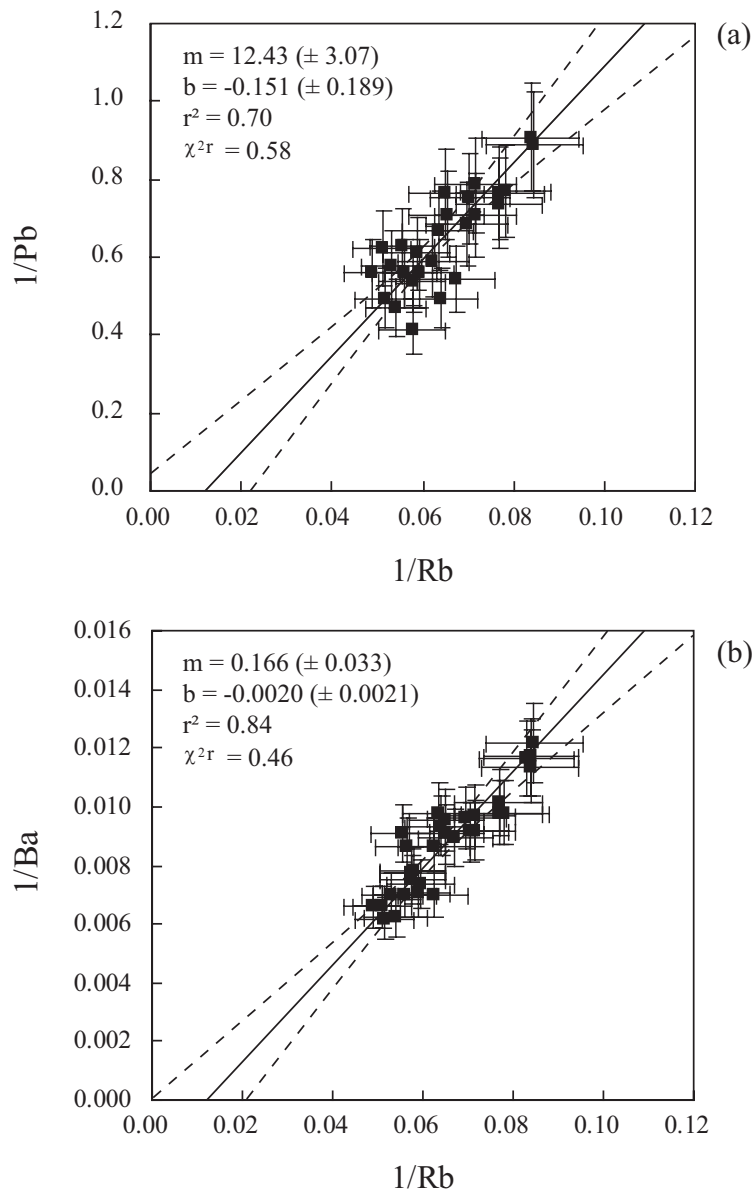 (a)
m = 12.43 (± 3.07)
b = -0.151 (± 0.189)
r² = 0.70
χ²r = 0.58
1.2
1.0
0.8
0.6
0.4
0.2
0.0
1/Pb
0.00 0.02 0.04 0.06 0.08 0.10 0.12
1/Rb
(b)
m = 0.166 (± 0.033)
b = -0.0020 (± 0.0021)
r² = 0.84
χ²r = 0.46
0.016
0.014
0.012
0.010
0.008
0.006
0.004
0.002
0.000
1/Ba
0.00 0.02 0.04 0.06 0.08 0.10 0.12
1/Rb